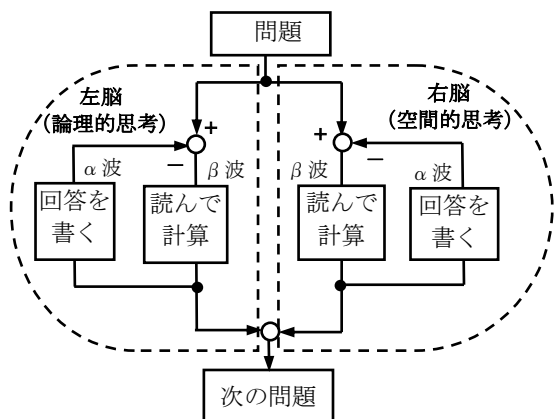 問題
左脳
(論理的思考)
右脳
(空間的思考)
+
+
−
−
α波
β波
β波
α波
回答を
書く
読んで
計算
読んで
計算
回答を
書く
次の問題